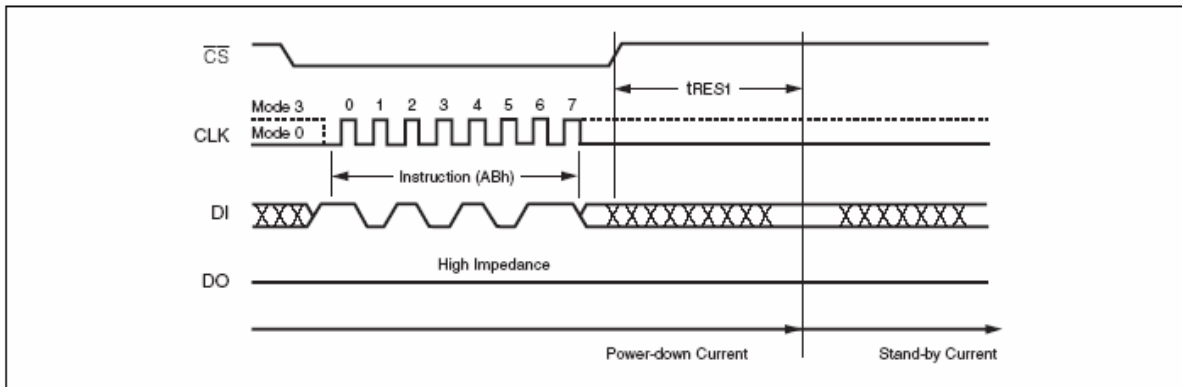 CS
tRES1
Mode 3 0 1 2 3 4 5 6 7
CLK
Mode 0
Instruction (ABh)
DI
High Impedance
DO
Power-down Current Stand-by Current